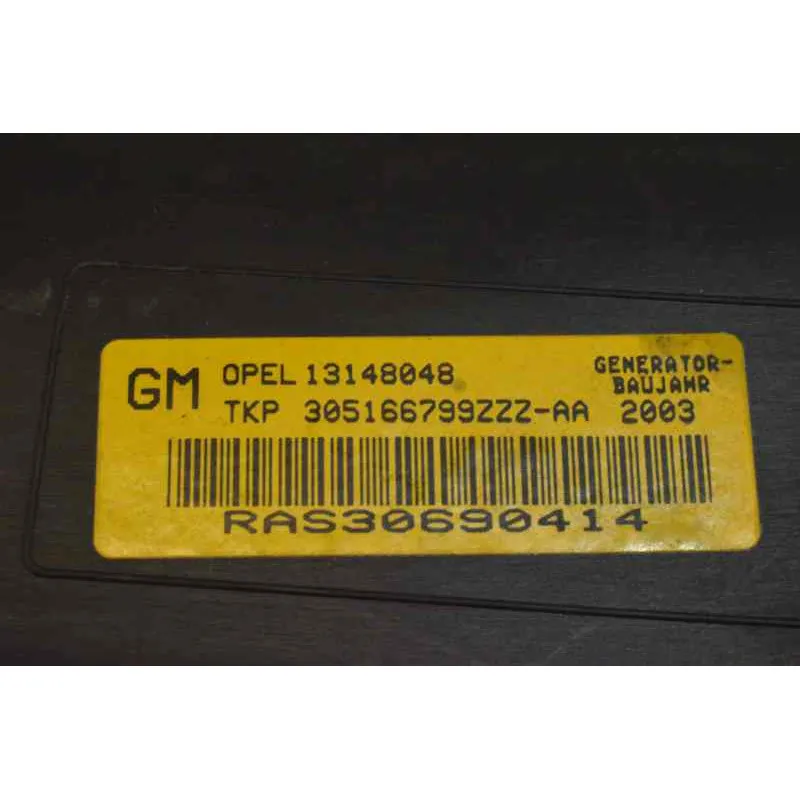 GM OPEL 13148048 GENERATOR-
BAUJAHR
TKP 305166799ZZZ-AA 2003
RAS30690414